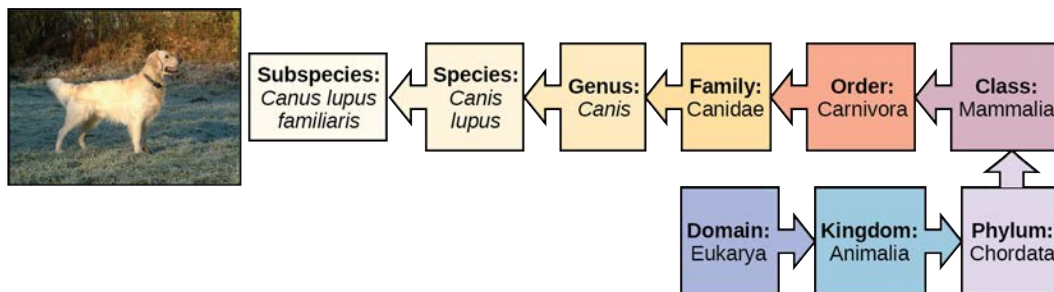 Subspecies:
Canus lupus
familiaris
Species:
Canis
lupus
Genus:
Canis
Family:
Canidae
Order:
Carnivora
Class:
Mammalia
Domain:
Eukarya
Kingdom:
Animalia
Phylum:
Chordata